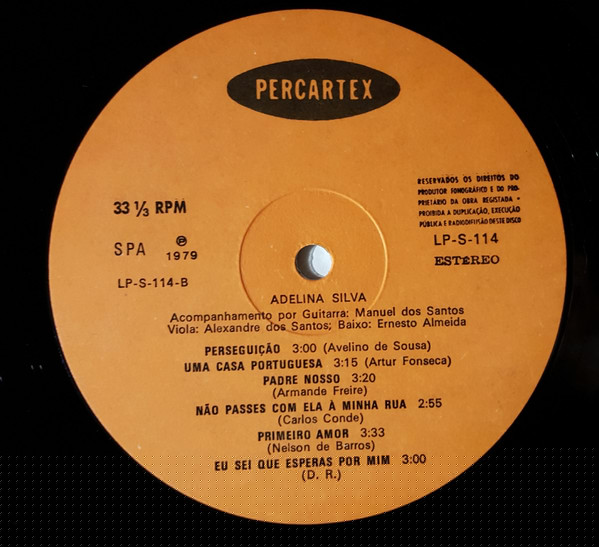 PERCARTEX
33 ⅓ RPM
SPA ℗ 1979
LP-S-114-B
RESERVADOS OS DIREITOS DO
PRODUTOR FONOGRÁFICO E DO PRO-
PRIETARIO DA OBRA REGISTADA -
PROIBIDA A DUPLICAÇÃO, EXECUÇÃO
PÚBLICA E RADIODIFUSÃO DESTE DISCO
LP-S-114
ESTÉREO
ADELINA SILVA
Acompanhamento por Guitarra: Manuel dos Santos
Viola: Alexandre dos Santos; Baixo: Ernesto Almeida
PERSEGUIÇÃO 3:00 (Avelino de Sousa)
UMA CASA PORTUGUESA 3:15 (Artur Fonseca)
PADRE NOSSO 3:20
(Armande Freire)
NÃO PASSES COM ELA À MINHA RUA 2:55
(Carlos Conde)
PRIMEIRO AMOR 3:33
(Nelson de Barros)
EU SEI QUE ESPERAS POR MIM 3:00
(D. R.)